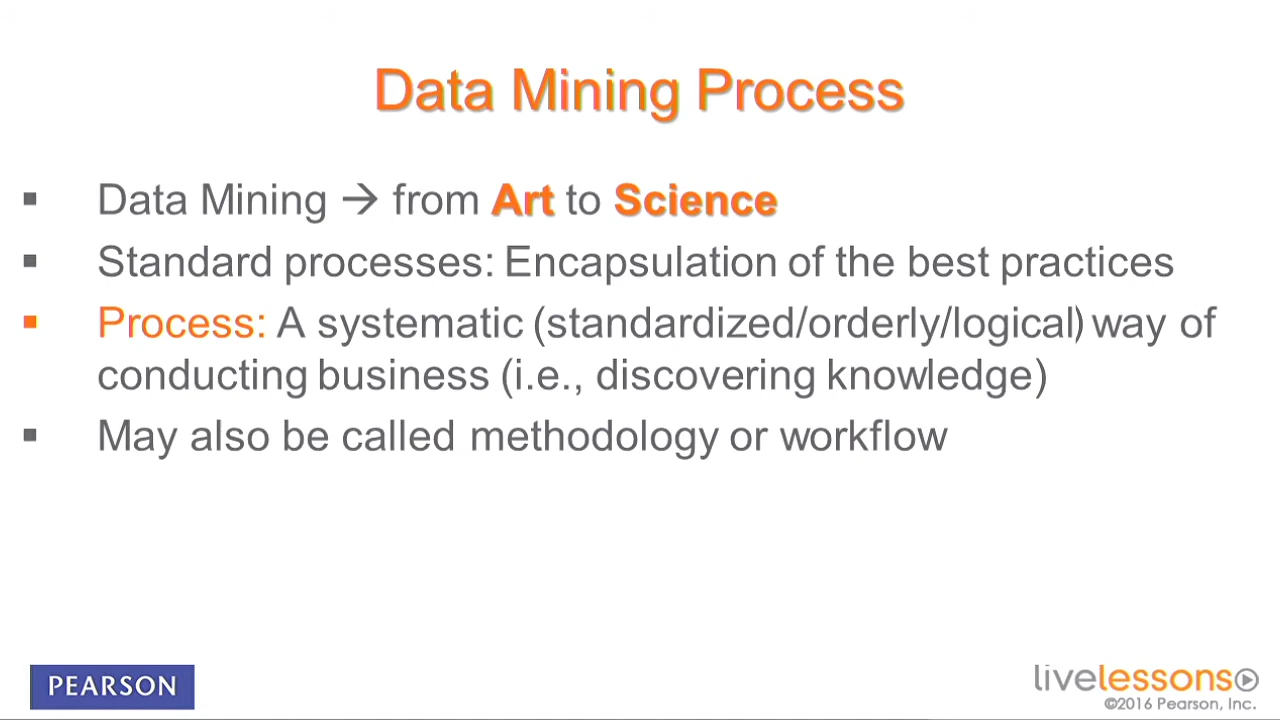 Data Mining Process
▪ Data Mining → from Art to Science
▪ Standard processes: Encapsulation of the best practices
▪ Process: A systematic (standardized/orderly/logical) way of
conducting business (i.e., discovering knowledge)
▪ May also be called methodology or workflow
PEARSON
livelessons
©2016 Pearson, Inc.